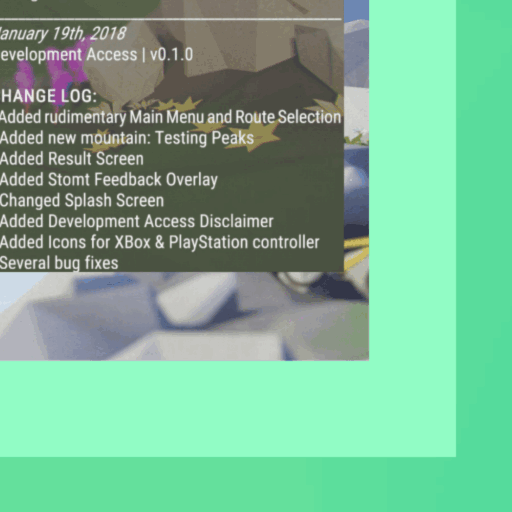 anuary 19th, 2018
evelopment Access | v0.1.0
HANGE LOG:
Added rudimentary Main Menu and Route Selection
Added new mountain: Testing Peaks
Added Result Screen
Added Stomt Feedback Overlay
Changed Splash Screen
Added Development Access Disclaimer
Added Icons for XBox & PlayStation controller
Several bug fixes